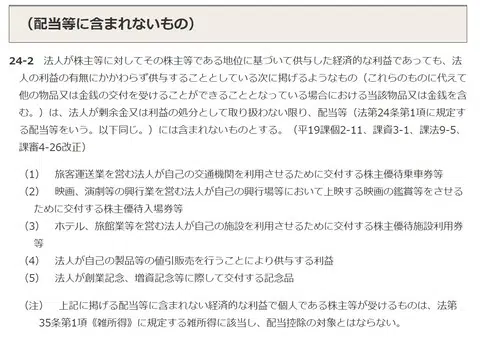 （配当等に含まれないもの）
24-2　法人が株主等に対してその株主等である地位に基づいて供与した経済的な利益であっても、法
人の利益の有無にかかわらず供与することとしている次に掲げるようなもの（これらのものに代えて
他の物品又は金銭の交付を受けることができることとなっている場合における当該物品又は金銭を含
む。）は、法人が剰余金又は利益の処分として取り扱わない限り、配当等（法第24条第1項に規定す
る配当等をいう。以下同じ。）には含まれないものとする。（平19課個2-11、課資3-1、課法9-5、
課審4-26改正）
（1）　旅客運送業を営む法人が自己の交通機関を利用させるために交付する株主優待乗車券等
（2）　映画、演劇等の興行業を営む法人が自己の興行場等において上映する映画の鑑賞等をさせる
ために交付する株主優待入場券等
（3）　ホテル、旅館業等を営む法人が自己の施設を利用させるために交付する株主優待施設利用券
等
（4）　法人が自己の製品等の値引販売を行うことにより供与する利益
（5）　法人が創業記念、増資記念等に際して交付する記念品
（注）　上記に掲げる配当等に含まれない経済的な利益で個人である株主等が受けるものは、法第
35条第1項《雑所得》に規定する雑所得に該当し、配当控除の対象とはならない。